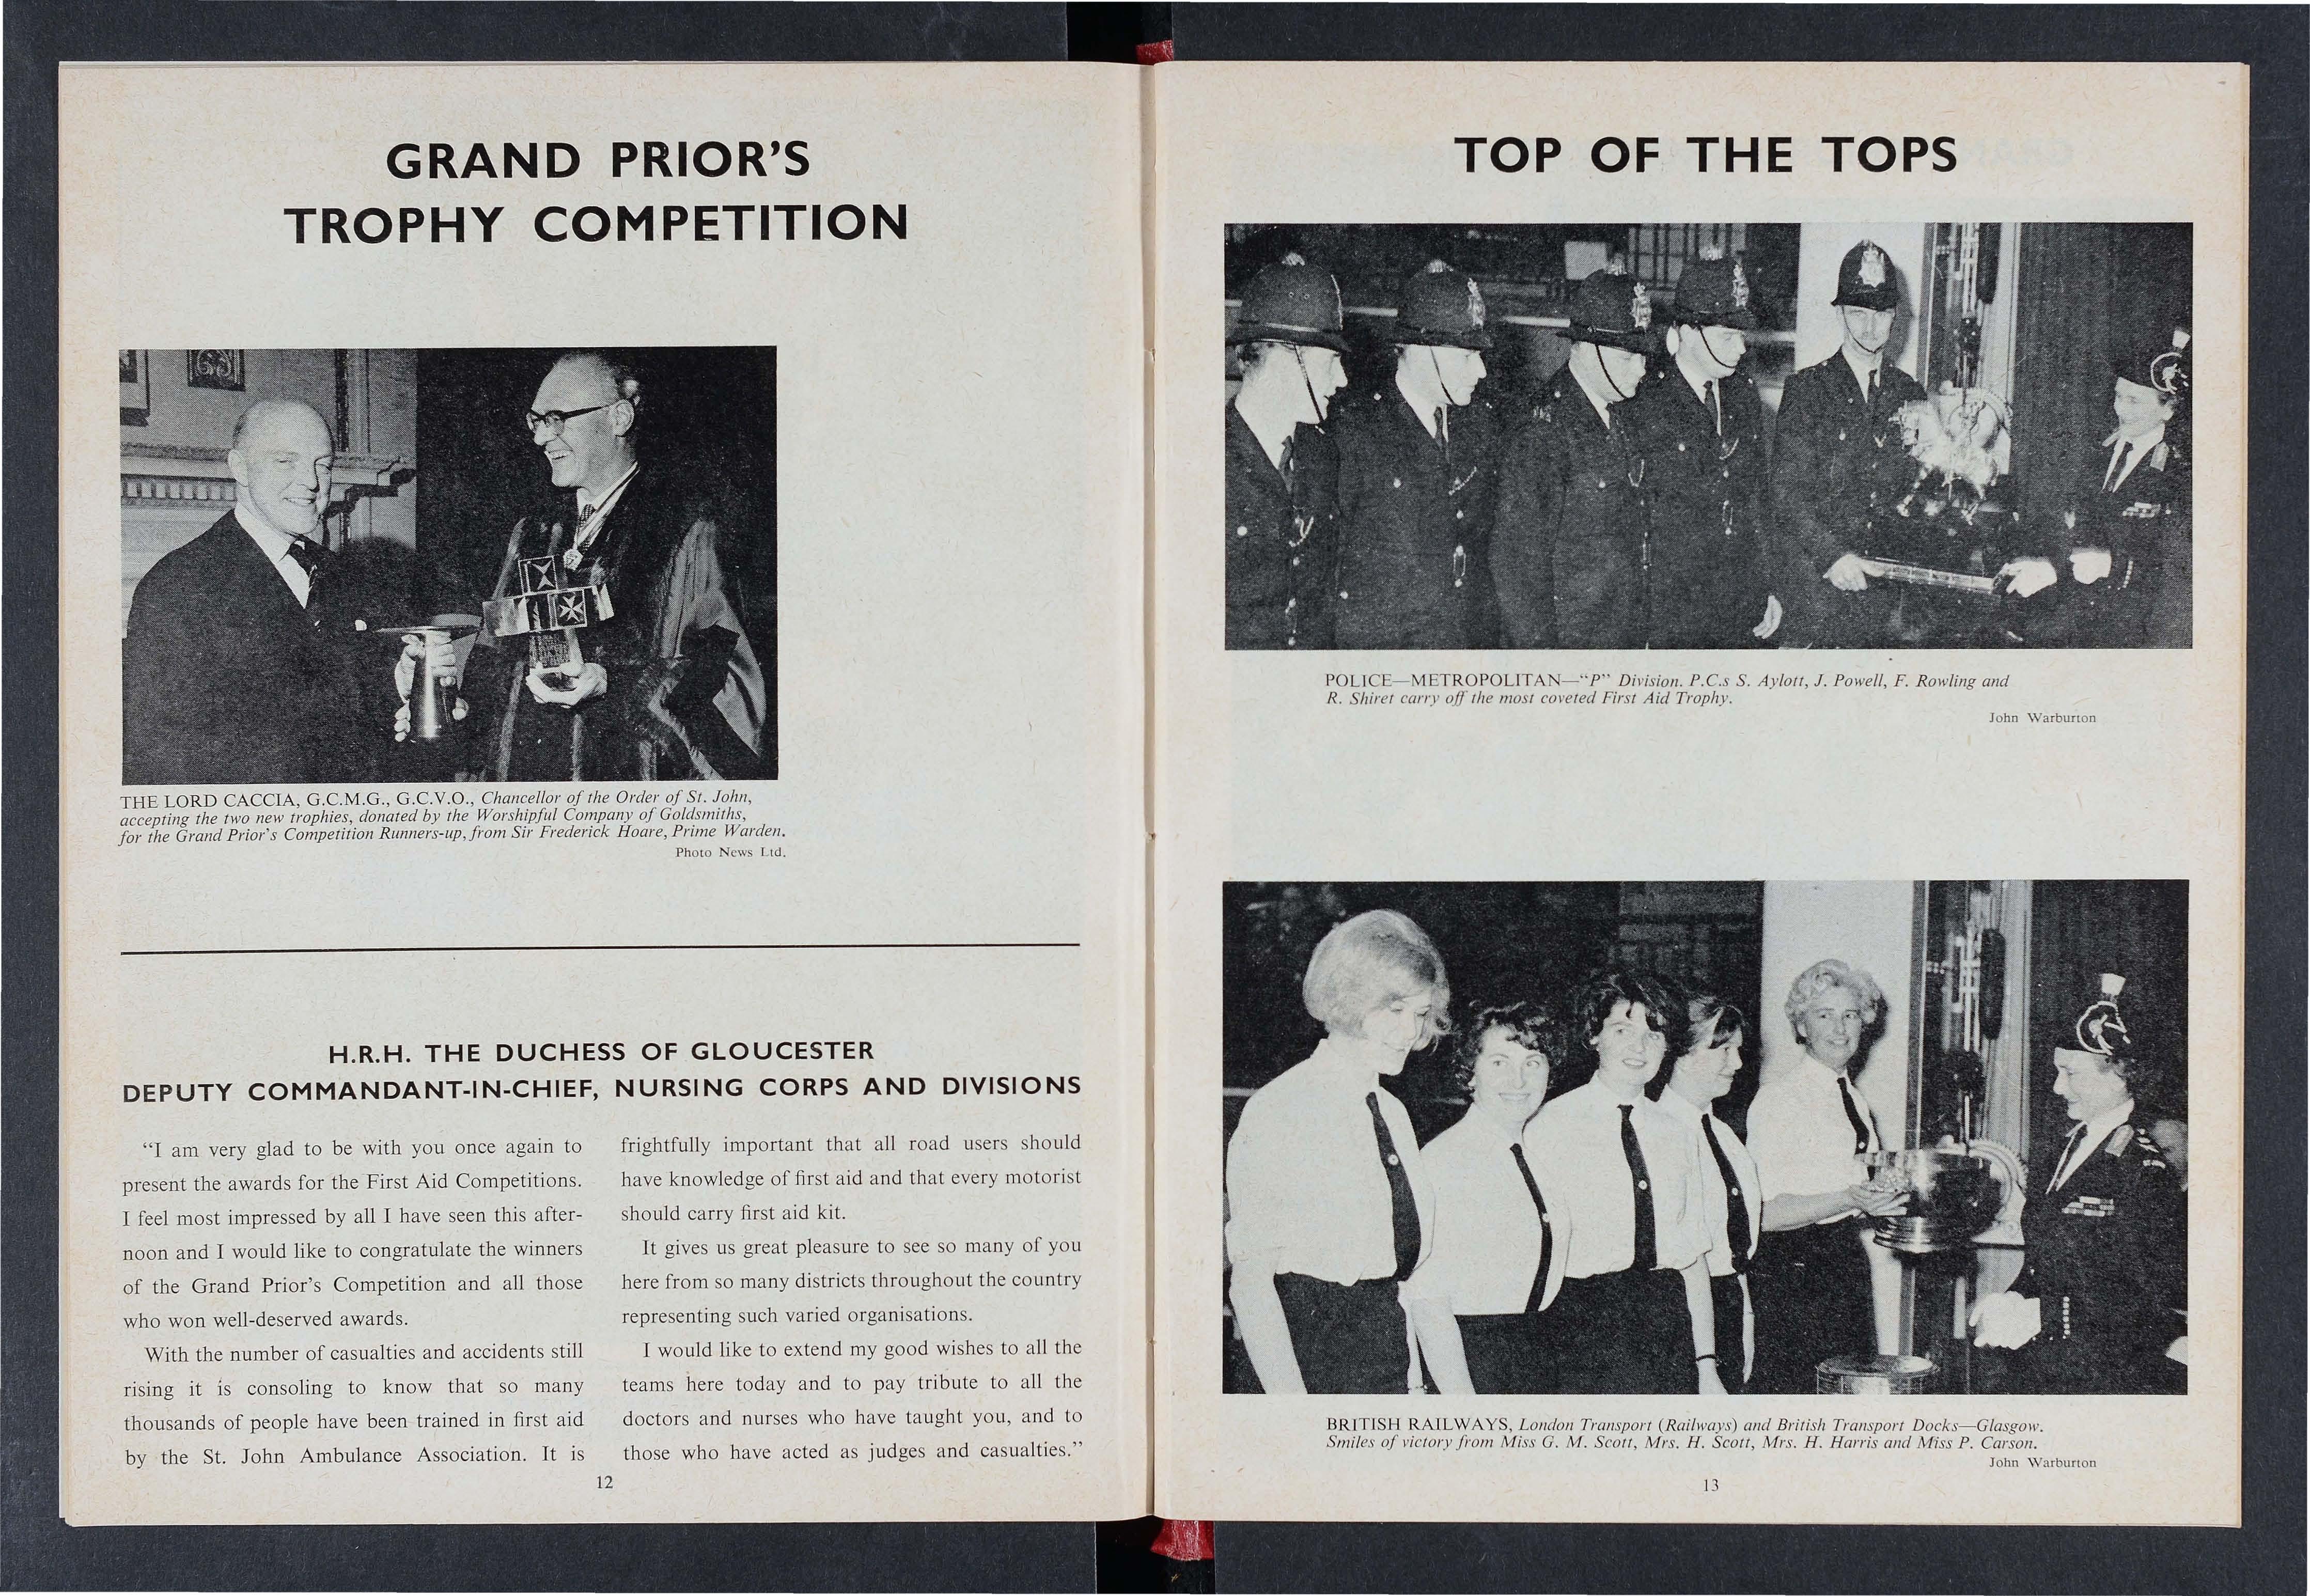 GRAND PRIOR'S
TROPHY COMPETITION
THE LORD CACCIA, G.C.M.G., G.C.V.O., Chancellor of the Order of St. John,
accepting the two new trophies, donated by the Worshipful Company of Goldsmiths,
for the Grand Prior's Competition Runners-up, from Sir Frederick Hoare, Prime Warden.
Photo News Ltd.
H.R.H. THE DUCHESS OF GLOUCESTER
DEPUTY COMMANDANT-IN-CHIEF, NURSING CORPS AND DIVISIONS
“I am very glad to be with you once again to
present the awards for the First Aid Competitions.
I feel most impressed by all I have seen this after-
noon and I would like to congratulate the winners
of the Grand Prior's Competition and all those
who won well-deserved awards.
With the number of casualties and accidents still
rising it is consoling to know that so many
thousands of people have been trained in first aid
by the St. John Ambulance Association. It is
frightfully important that all road users should
have knowledge of first aid and that every motorist
should carry first aid kit.
It gives us great pleasure to see so many of you
here from so many districts throughout the country
representing such varied organisations.
I would like to extend my good wishes to all the
teams here today and to pay tribute to all the
doctors and nurses who have taught you, and to
those who have acted as judges and casualties.”
12
TOP OF THE TOPS
POLICE—METROPOLITAN—“P” Division. P.C.s S. Aylott, J. Powell, F. Rowling and
R. Shiret carry off the most coveted First Aid Trophy.
John Warburton
BRITISH RAILWAYS, London Transport (Railways) and British Transport Docks—Glasgow.
Smiles of victory from Miss G. M. Scott, Mrs. H. Scott, Mrs. H. Harris and Miss P. Carson.
John Warburton
13